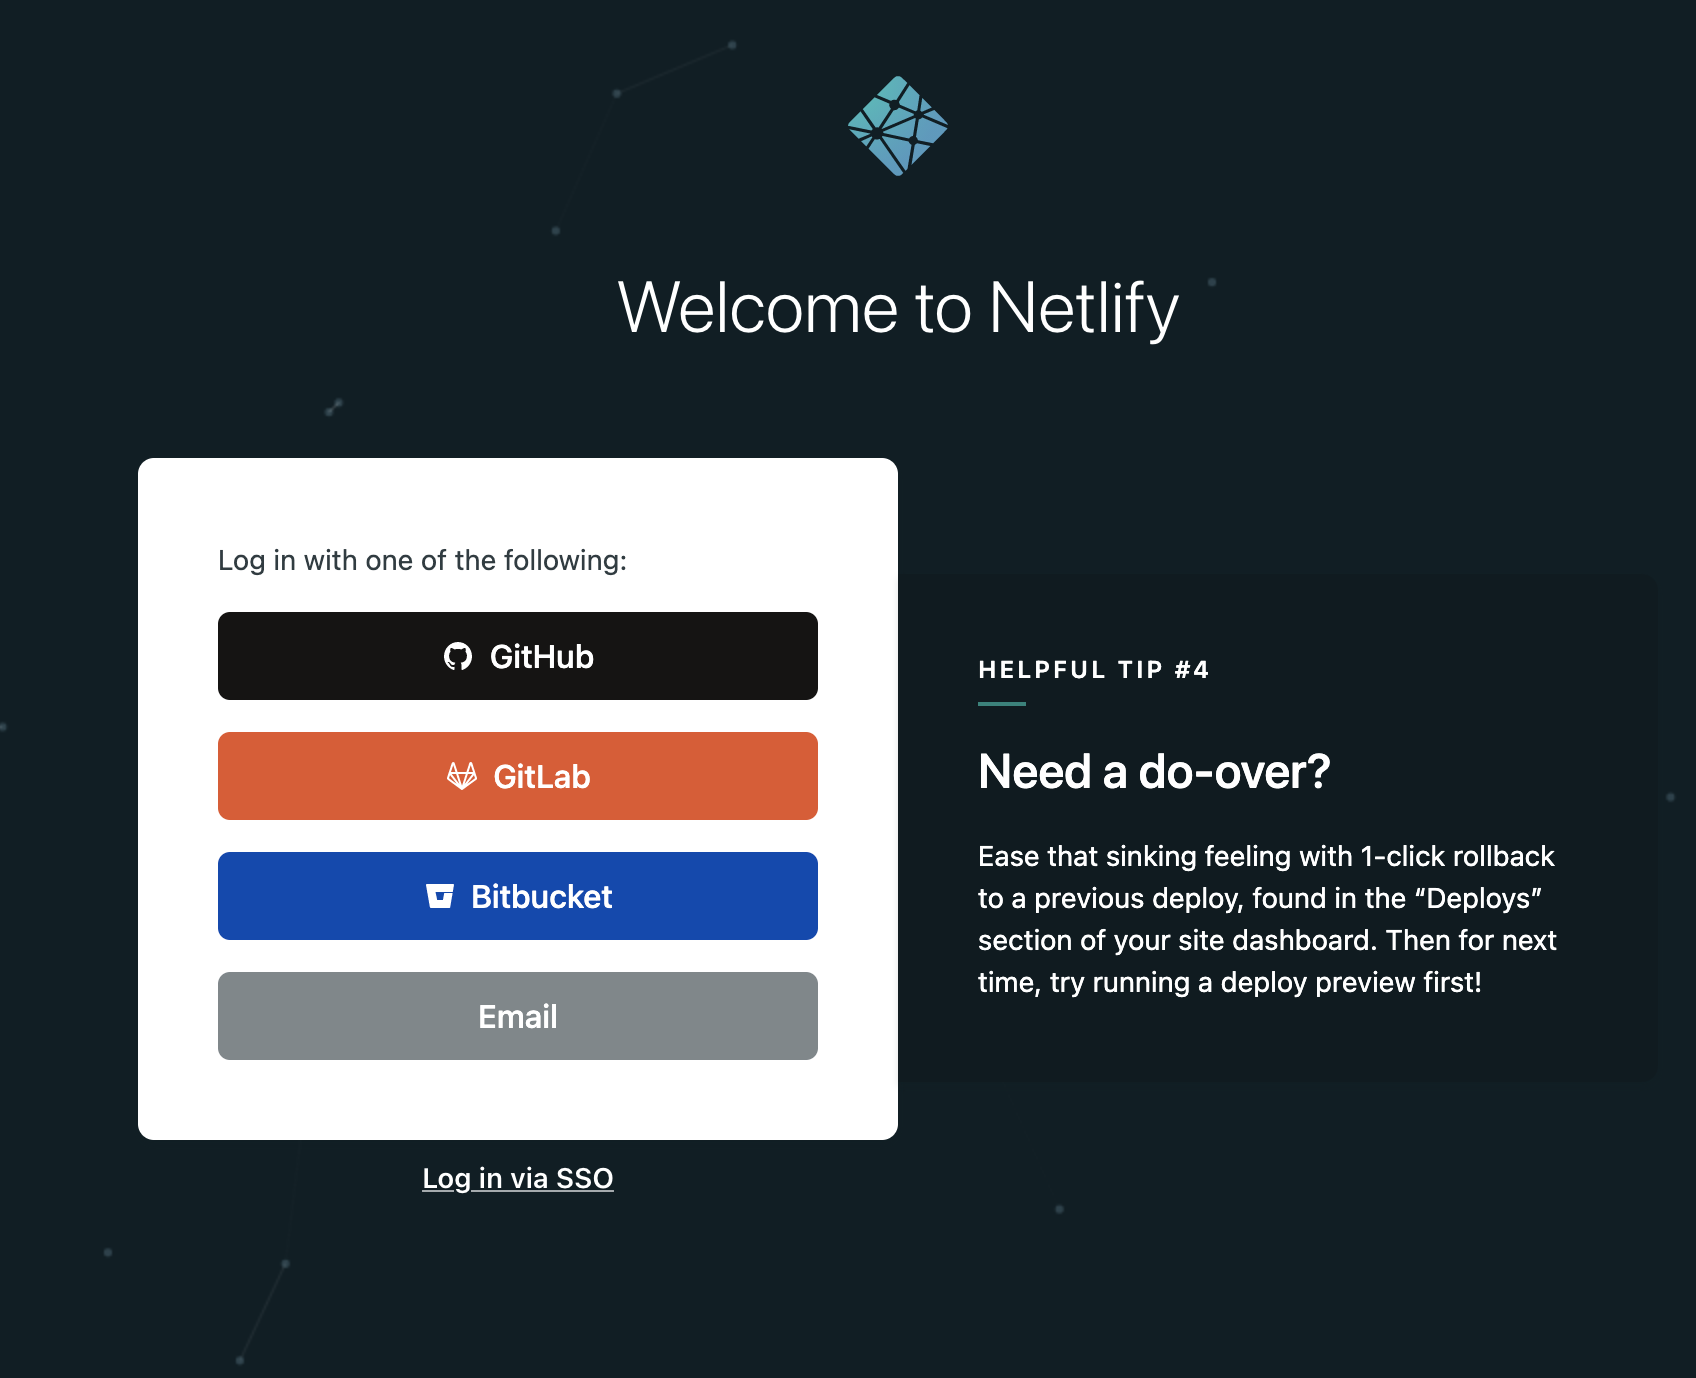 Welcome to Netlify
Log in with one of the following:
GitHub
GitLab
Bitbucket
Email
Log in via SSO
HELPFUL TIP #4
Need a do-over?
Ease that sinking feeling with 1-click rollback
to a previous deploy, found in the “Deploys”
section of your site dashboard. Then for next
time, try running a deploy preview first!